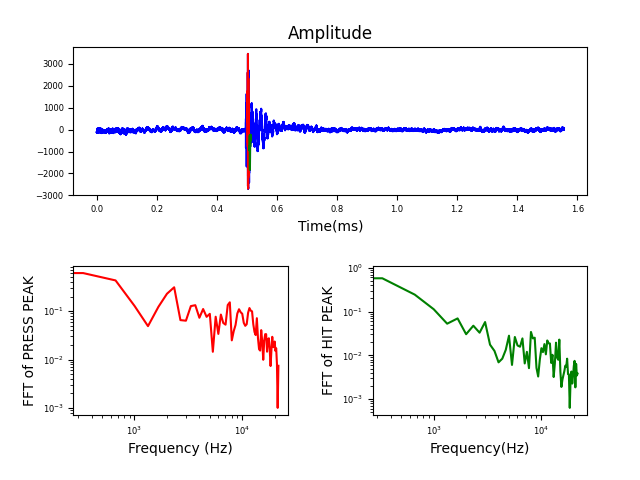 Amplitude
3000
2000
1000
0
−1000
−2000
−3000
0.0 0.2 0.4 0.6 0.8 1.0 1.2 1.4 1.6
Time(ms)
FFT of PRESS PEAK
10⁻¹
10⁻²
10⁻³
10³ 10⁴
Frequency (Hz)
FFT of HIT PEAK
10⁰
10⁻¹
10⁻²
10⁻³
10³ 10⁴
Frequency(Hz)